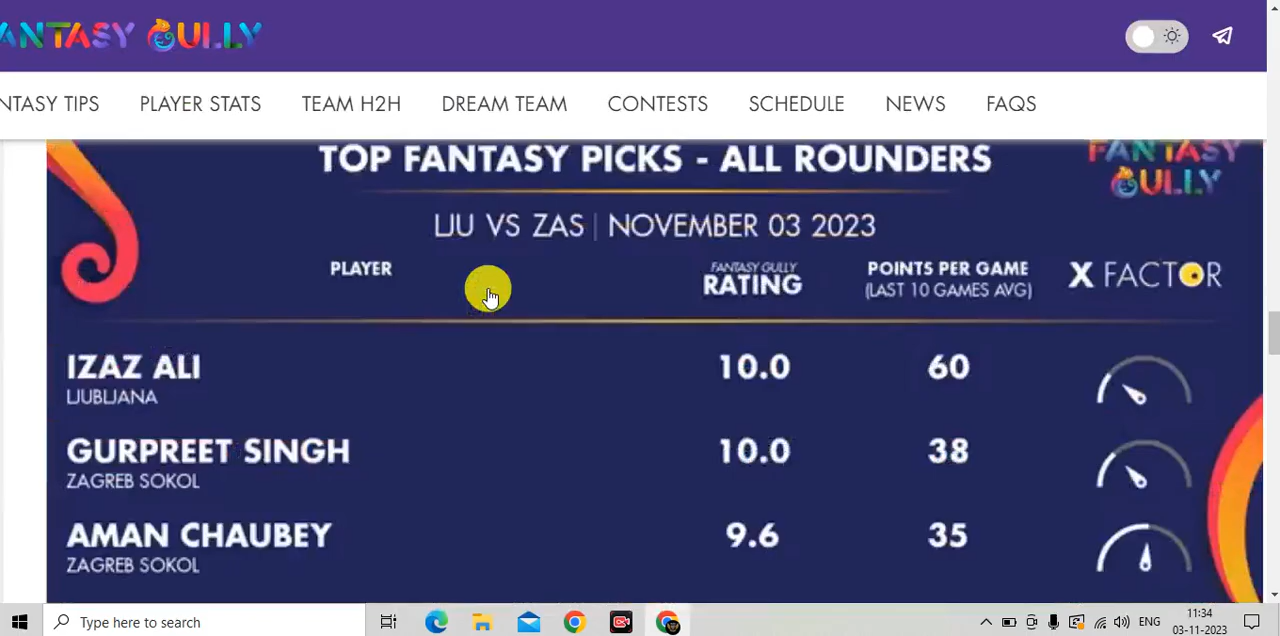 ANTASY GULLY
NTASY TIPS PLAYER STATS TEAM H2H DREAM TEAM CONTESTS SCHEDULE NEWS FAQS
TOP FANTASY PICKS - ALL ROUNDERS
FANTASY GULLY
LJU VS ZAS | NOVEMBER 03 2023
PLAYER FANTASY GULLY RATING POINTS PER GAME (LAST 10 GAMES AVG) X FACTOR
IZAZ ALI 10.0 60
LJUBLJANA
GURPREET SINGH 10.0 38
ZAGREB SOKOL
AMAN CHAUBEY 9.6 35
ZAGREB SOKOL
Type here to search ENG 11:34
03-11-2023